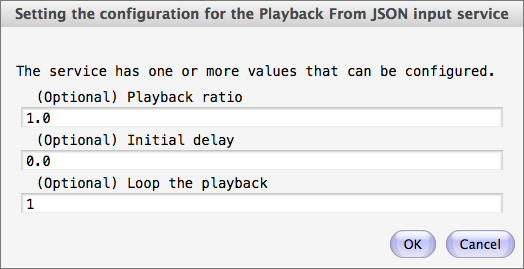 Setting the configuration for the Playback From JSON input service
The service has one or more values that can be configured.
(Optional) Playback ratio
1.0
(Optional) Initial delay
0.0
(Optional) Loop the playback
1
OK Cancel